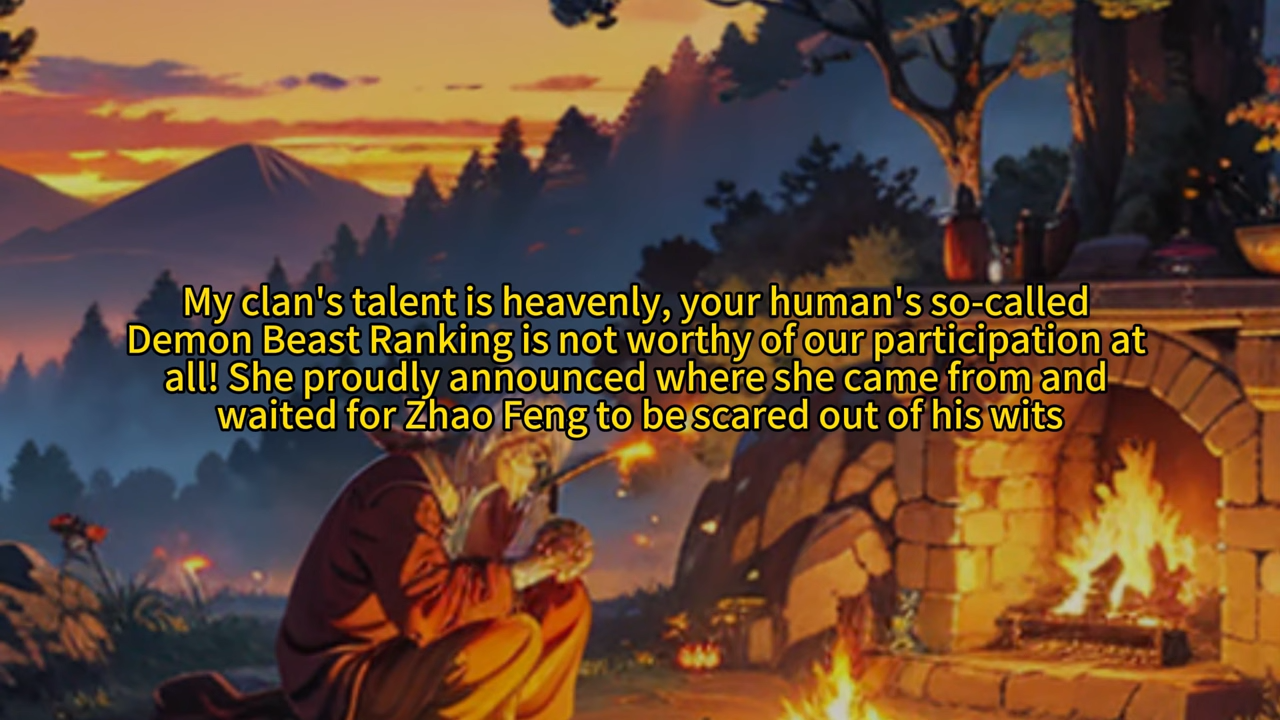 My clan's talent is heavenly, your human's so-called
Demon Beast Ranking is not worthy of our participation at
all! She proudly announced where she came from and
waited for Zhao Feng to be scared out of his wits